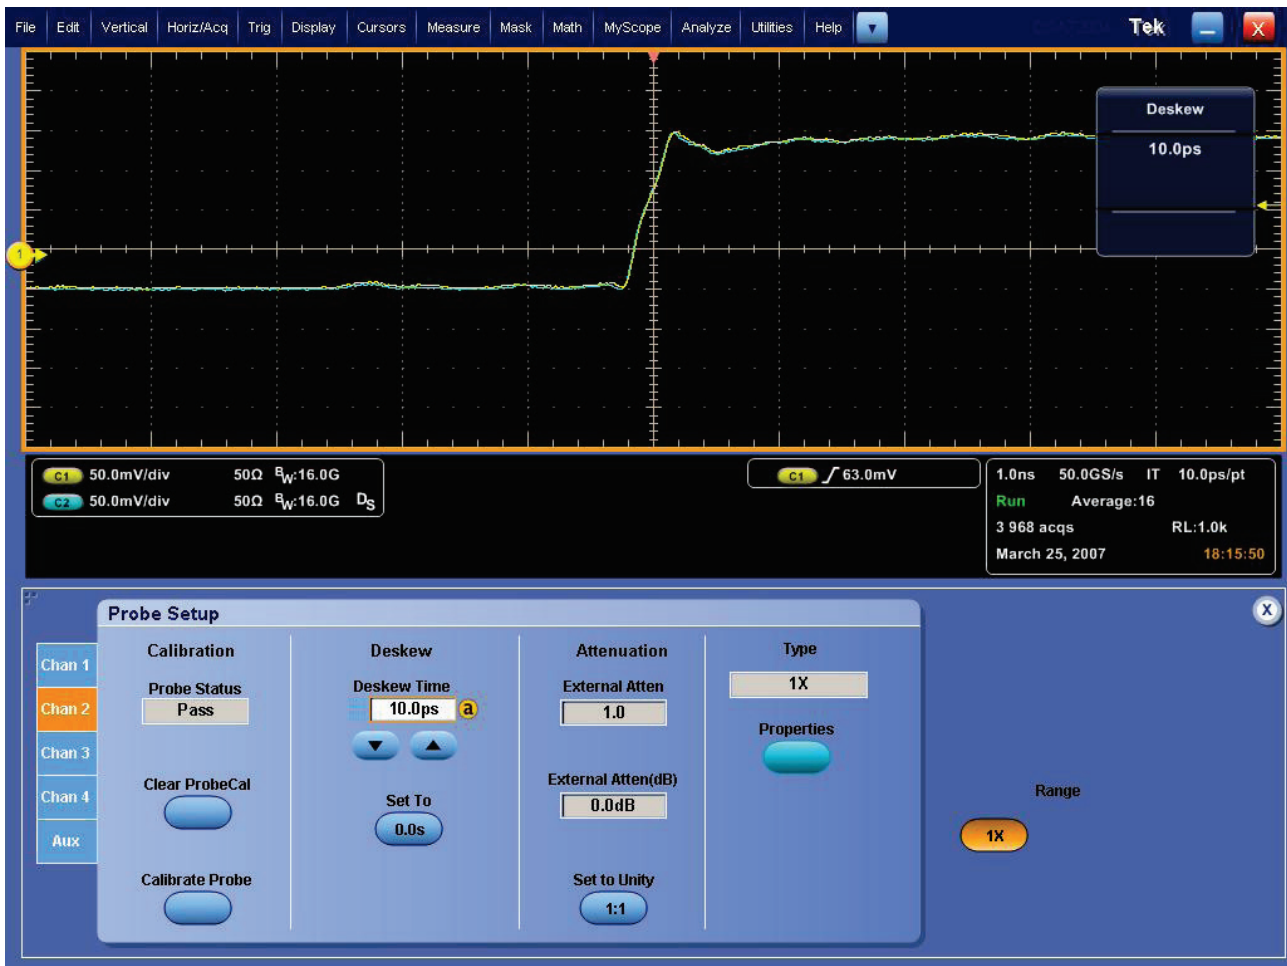 File Edit Vertical Horiz/Acq Trig Display Cursors Measure Mask Math MyScope Analyze Utilities Help Tek X
Deskew
10.0ps
1
C1 50.0mV/div 50Ω BW:16.0G
C2 50.0mV/div 50Ω BW:16.0G DS
C1 63.0mV
1.0ns 50.0GS/s IT 10.0ps/pt
Run Average:16
3 968 acqs RL:1.0k
March 25, 2007 18:15:50
Probe Setup
X
Chan 1
Chan 2
Chan 3
Chan 4
Aux
Calibration
Probe Status
Pass
Clear ProbeCal
Calibrate Probe
Deskew
Deskew Time
10.0ps a
Set To
0.0s
Attenuation
External Atten
1.0
External Atten(dB)
0.0dB
Set to Unity
1:1
Type
1X
Properties
Range
1X